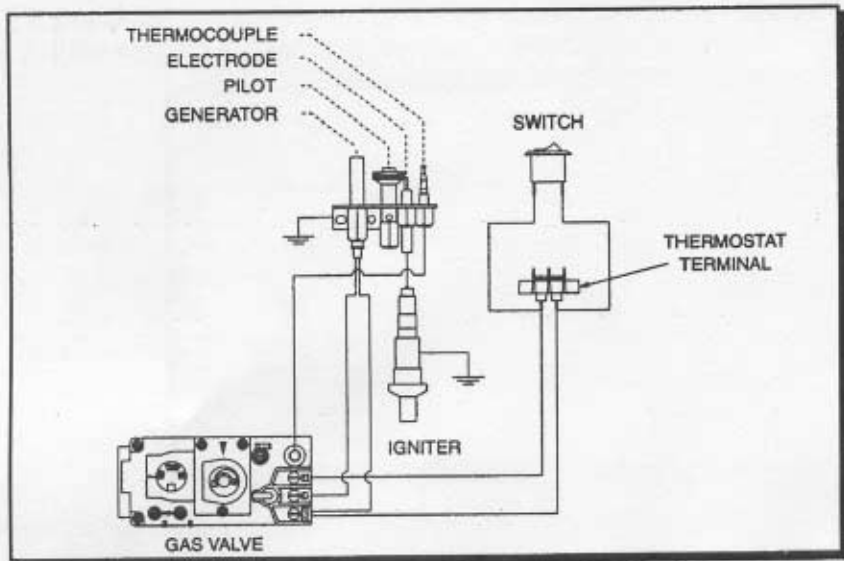 THERMOCOUPLE
ELECTRODE
PILOT
GENERATOR
SWITCH
THERMOSTAT
TERMINAL
IGNITER
GAS VALVE